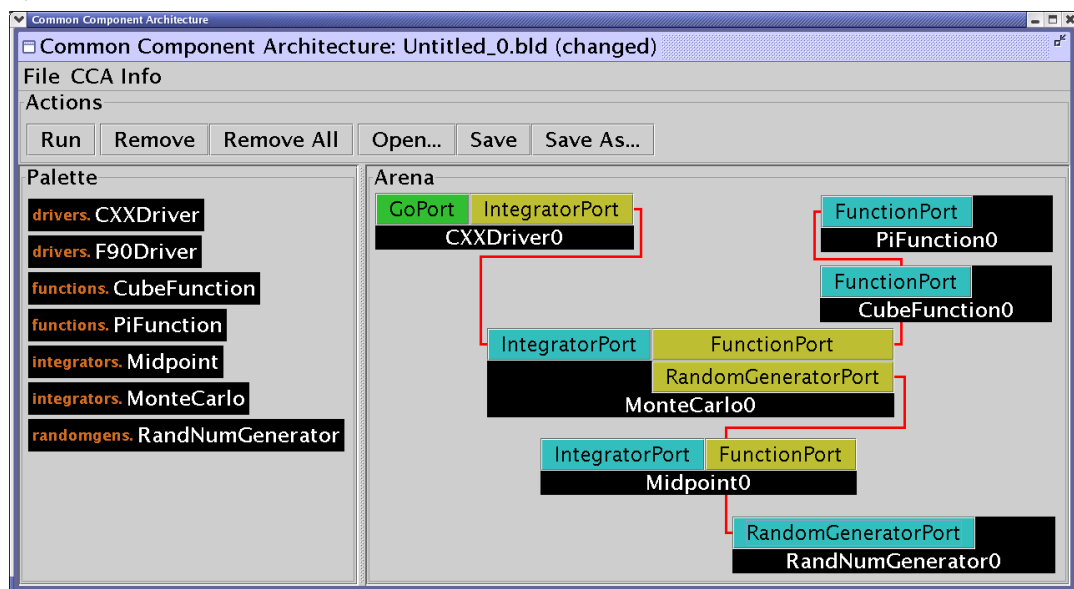 Common Component Architecture
Common Component Architecture: Untitled_0.bld (changed)
File CCA Info
Actions
Run Remove Remove All Open... Save Save As...
Palette
drivers. CXXDriver
drivers. F90Driver
functions. CubeFunction
functions. PiFunction
integrators. Midpoint
integrators. MonteCarlo
randomgens. RandNumGenerator
Arena
GoPort IntegratorPort
CXXDriver0
FunctionPort
PiFunction0
FunctionPort
CubeFunction0
IntegratorPort FunctionPort
RandomGeneratorPort
MonteCarlo0
IntegratorPort FunctionPort
Midpoint0
RandomGeneratorPort
RandNumGenerator0